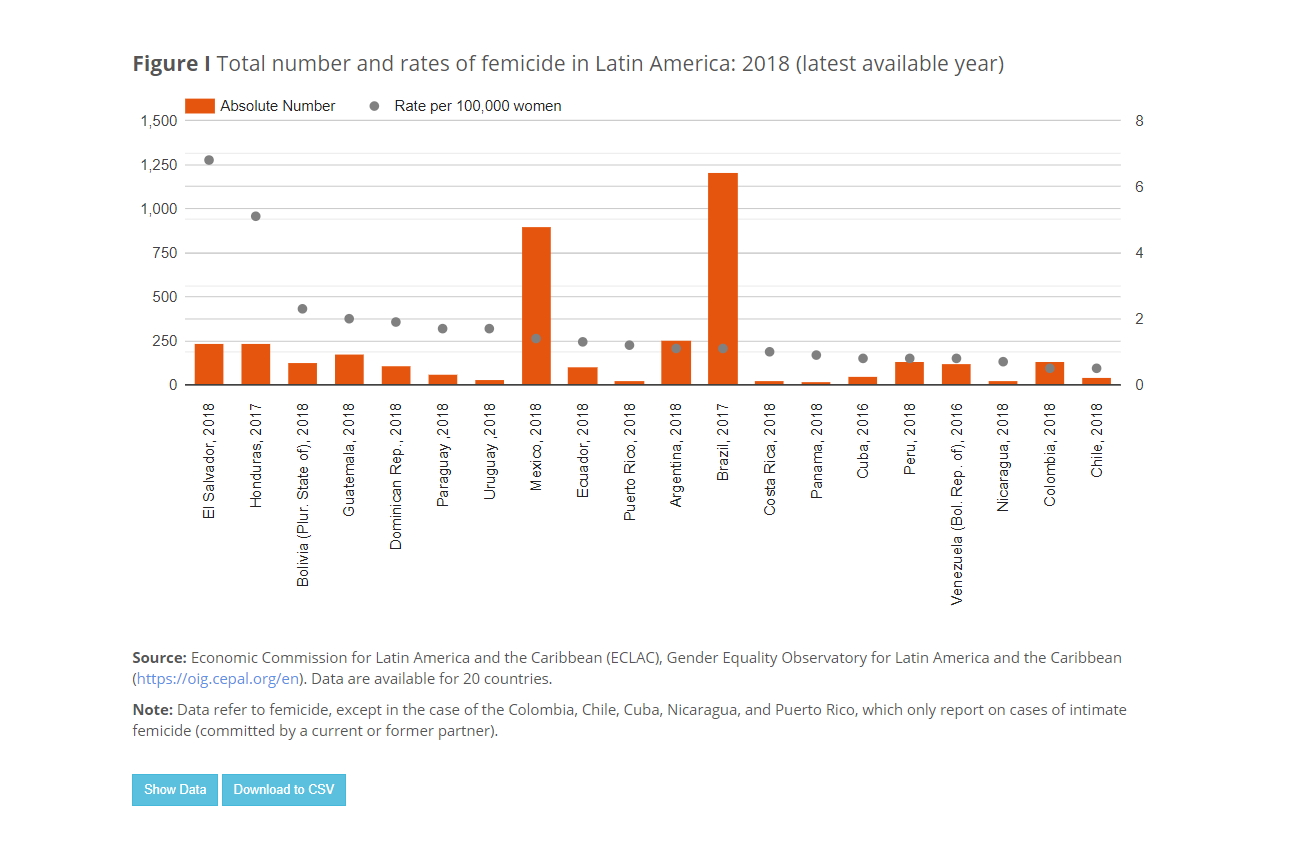 Figure I Total number and rates of femicide in Latin America: 2018 (latest available year)
Absolute Number Rate per 100,000 women
1,500 8
1,250
6
1,000
750 4
500
2
250
0 0
El Salvador, 2018
Honduras, 2017
Bolivia (Plur. State of), 2018
Guatemala, 2018
Dominican Rep., 2018
Paraguay ,2018
Uruguay ,2018
Mexico, 2018
Ecuador, 2018
Puerto Rico, 2018
Argentina, 2018
Brazil, 2017
Costa Rica, 2018
Panama, 2018
Cuba, 2016
Peru, 2018
Venezuela (Bol. Rep. of), 2016
Nicaragua, 2018
Colombia, 2018
Chile, 2018
Source: Economic Commission for Latin America and the Caribbean (ECLAC), Gender Equality Observatory for Latin America and the Caribbean
(https://oig.cepal.org/en). Data are available for 20 countries.
Note: Data refer to femicide, except in the case of the Colombia, Chile, Cuba, Nicaragua, and Puerto Rico, which only report on cases of intimate
femicide (committed by a current or former partner).
Show Data Download to CSV